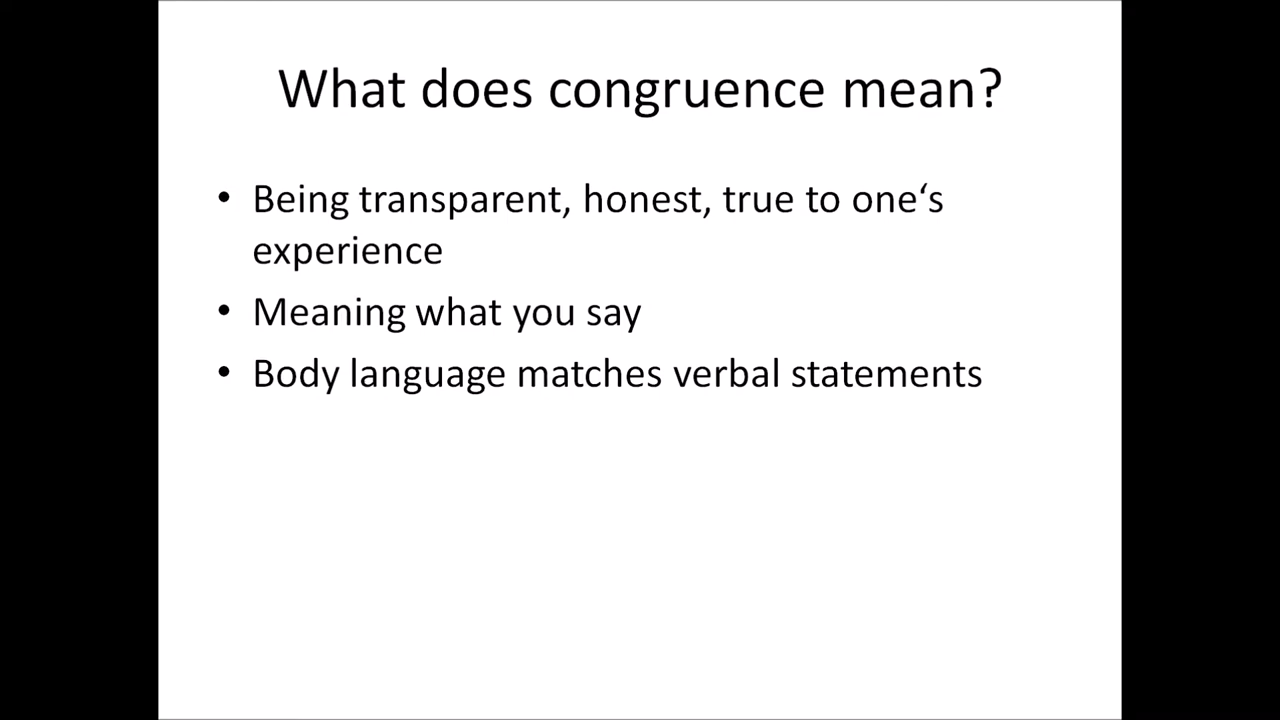 What does congruence mean?
• Being transparent, honest, true to one‘s
experience
• Meaning what you say
• Body language matches verbal statements